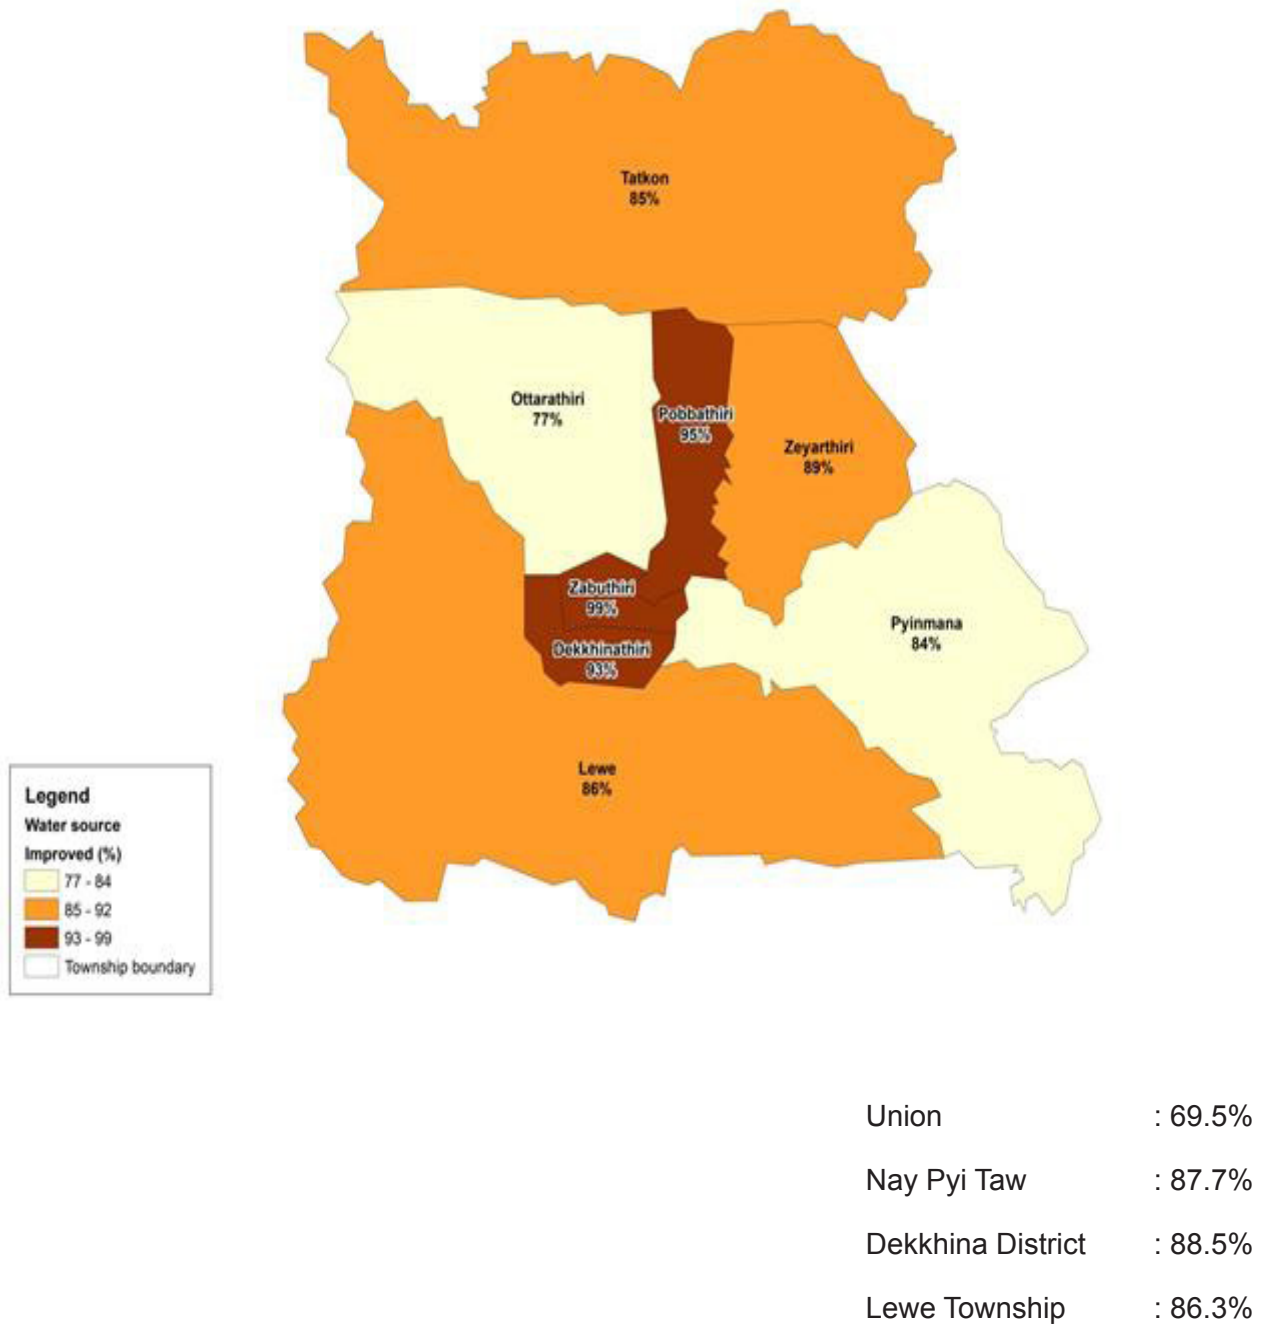 Tatkon
85%
Ottarathiri
77%
Pobbathiri
95%
Zeyarthiri
89%
Zabuthiri
99%
Pyinmana
84%
Dekkhinathiri
93%
Lewe
86%
Legend
Water source
Improved (%)
77 - 84
85 - 92
93 - 99
Township boundary
Union : 69.5%
Nay Pyi Taw : 87.7%
Dekkhina District : 88.5%
Lewe Township : 86.3%